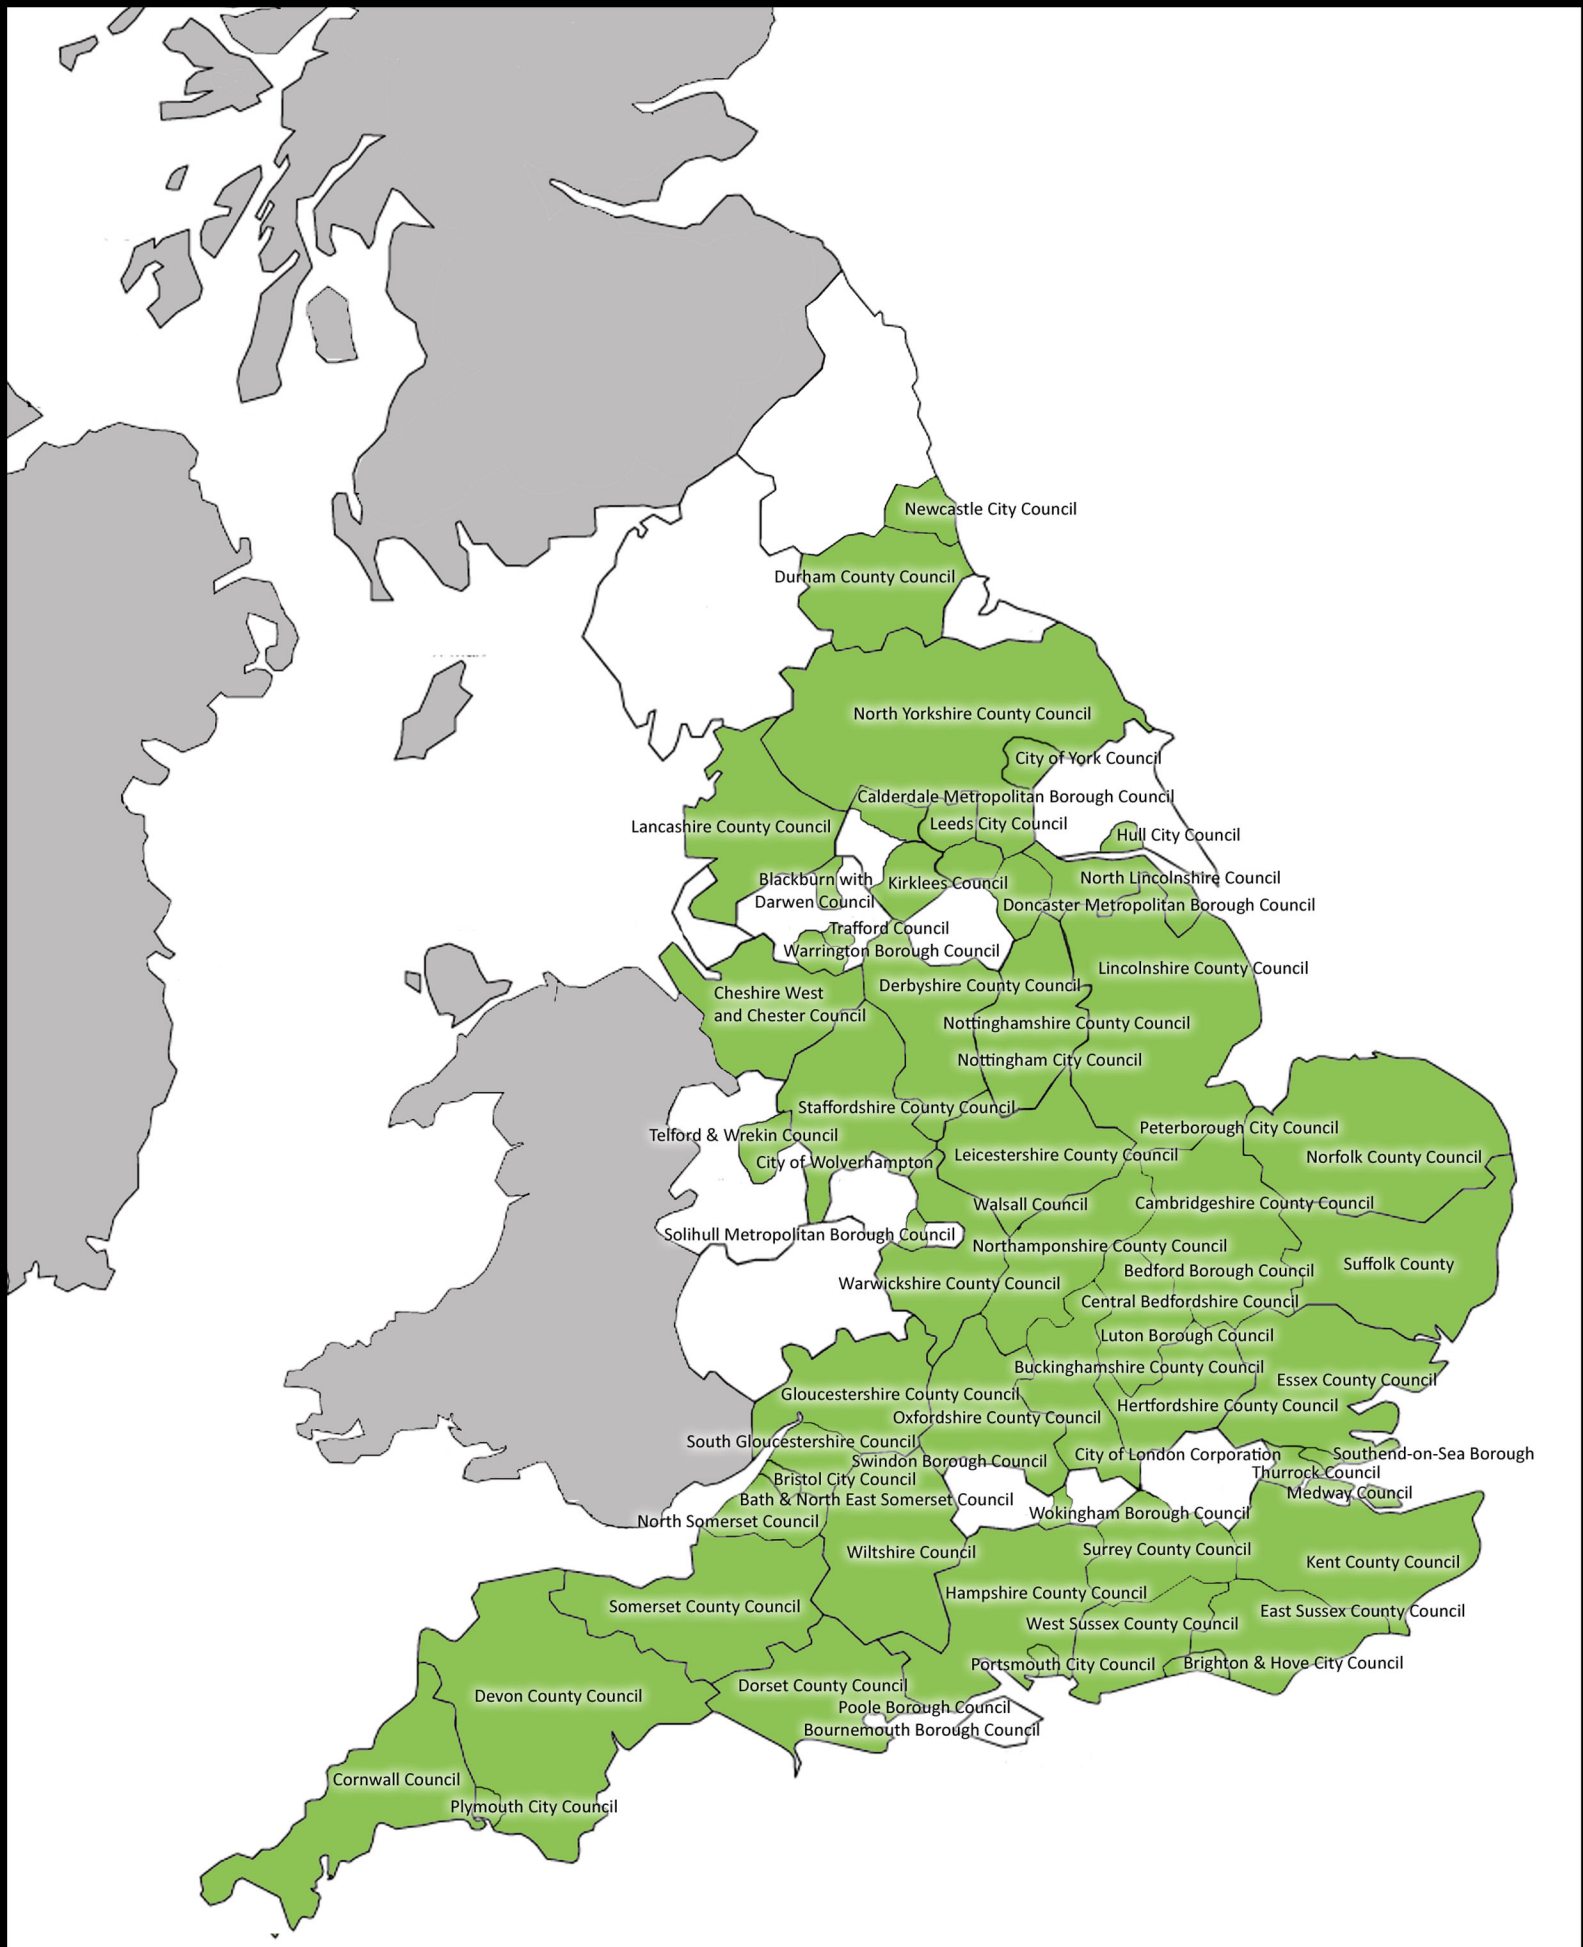 Newcastle City Council
Durham County Council
North Yorkshire County Council
City of York Council
Calderdale Metropolitan Borough Council
Lancashire County Council
Leeds City Council
Hull City Council
Blackburn with
Darwen Council
Kirklees Council
North Lincolnshire Council
Doncaster Metropolitan Borough Council
Trafford Council
Warrington Borough Council
Lincolnshire County Council
Derbyshire County Council
Cheshire West
and Chester Council
Nottinghamshire County Council
Nottingham City Council
Staffordshire County Council
Peterborough City Council
Telford & Wrekin Council
Leicestershire County Council
Norfolk County Council
City of Wolverhampton
Walsall Council
Cambridgeshire County Council
Solihull Metropolitan Borough Council
Northamponshire County Council
Suffolk County
Bedford Borough Council
Warwickshire County Council
Central Bedfordshire Council
Luton Borough Council
Buckinghamshire County Council
Essex County Council
Gloucestershire County Council
Hertfordshire County Council
Oxfordshire County Council
South Gloucestershire Council
City of London Corporation
Southend-on-Sea Borough
Swindon Borough Council
Thurrock Council
Bristol City Council
Medway Council
Bath & North East Somerset Council
Wokingham Borough Council
North Somerset Council
Wiltshire Council
Surrey County Council
Kent County Council
Hampshire County Council
Somerset County Council
East Sussex County Council
West Sussex County Council
Portsmouth City Council
Brighton & Hove City Council
Dorset County Council
Devon County Council
Poole Borough Council
Bournemouth Borough Council
Cornwall Council
Plymouth City Council